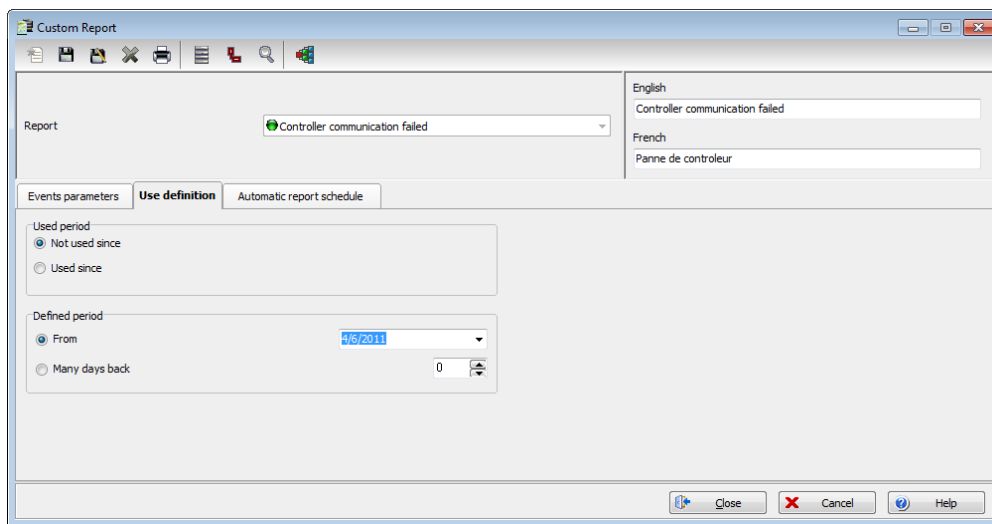 Custom Report
English
Controller communication failed
Report
Controller communication failed
French
Panne de controleur
Events parameters
Use definition
Automatic report schedule
Used period
Not used since
Used since
Defined period
From
4/6/2011
Many days back
0
Close
Cancel
Help